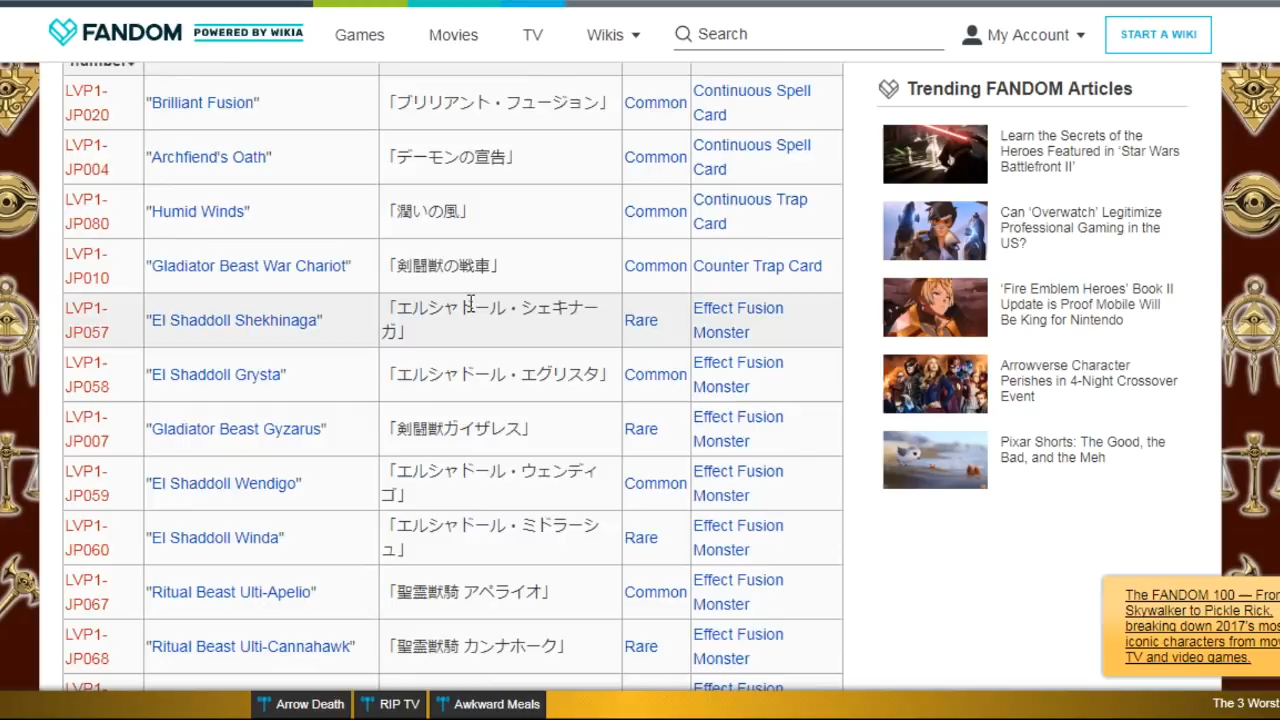 FANDOM POWERED BY WIKIA Games Movies TV Wikis Search My Account START A WIKI
LVP1-
JP020
"Brilliant Fusion"
「ブリリアント・フュージョン」
Common
Continuous Spell
Card
LVP1-
JP004
"Archfiend's Oath"
「デーモンの宣告」
Common
Continuous Spell
Card
LVP1-
JP080
"Humid Winds"
「潤いの風」
Common
Continuous Trap
Card
LVP1-
JP010
"Gladiator Beast War Chariot"
「剣闘獣の戦車」
Common
Counter Trap Card
LVP1-
JP057
"El Shaddoll Shekhinaga"
「エルシャドール・シェキナー
ガ」
Rare
Effect Fusion
Monster
LVP1-
JP058
"El Shaddoll Grysta"
「エルシャドール・エグリスタ」
Common
Effect Fusion
Monster
LVP1-
JP007
"Gladiator Beast Gyzarus"
「剣闘獣ガイザレス」
Rare
Effect Fusion
Monster
LVP1-
JP059
"El Shaddoll Wendigo"
「エルシャドール・ウェンディ
ゴ」
Common
Effect Fusion
Monster
LVP1-
JP060
"El Shaddoll Winda"
「エルシャドール・ミドラーシ
ュ」
Rare
Effect Fusion
Monster
LVP1-
JP067
"Ritual Beast Ulti-Apelio"
「聖霊獣騎 アペライオ」
Common
Effect Fusion
Monster
LVP1-
JP068
"Ritual Beast Ulti-Cannahawk"
「聖霊獣騎 カンナホーク」
Rare
Effect Fusion
Monster
LVP1-
Effect Fusion
Trending FANDOM Articles
Learn the Secrets of the
Heroes Featured in ‘Star Wars
Battlefront II’
Can ‘Overwatch’ Legitimize
Professional Gaming in the
US?
‘Fire Emblem Heroes’ Book II
Update is Proof Mobile Will
Be King for Nintendo
Arrowverse Character
Perishes in 4-Night Crossover
Event
Pixar Shorts: The Good, the
Bad, and the Meh
The FANDOM 100 — From
Skywalker to Pickle Rick,
breaking down 2017's mos
iconic characters from mo
TV and video games.
Arrow Death RIP TV Awkward Meals The 3 Worst